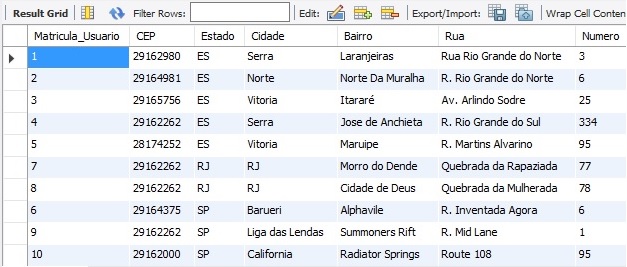 Result Grid Filter Rows: Edit: Export/Import: Wrap Cell Conten
Matricula_Usuario CEP Estado Cidade Bairro Rua Numero
1 29162980 ES Serra Laranjeiras Rua Rio Grande do Norte 3
2 29164981 ES Norte Norte Da Muralha R. Rio Grande do Norte 6
3 29165756 ES Vitoria Itararé Av. Arlindo Sodre 25
4 29162262 ES Serra Jose de Anchieta R. Rio Grande do Sul 334
5 28174252 ES Vitoria Maruipe R. Martins Alvarino 95
7 29162262 RJ RJ Morro do Dende Quebrada da Rapaziada 77
8 29162262 RJ RJ Cidade de Deus Quebrada da Mulherada 78
6 29164375 SP Barueri Alphavile R. Inventada Agora 6
9 29162262 SP Liga das Lendas Summoners Rift R. Mid Lane 1
10 29162000 SP California Radiator Springs Route 108 95